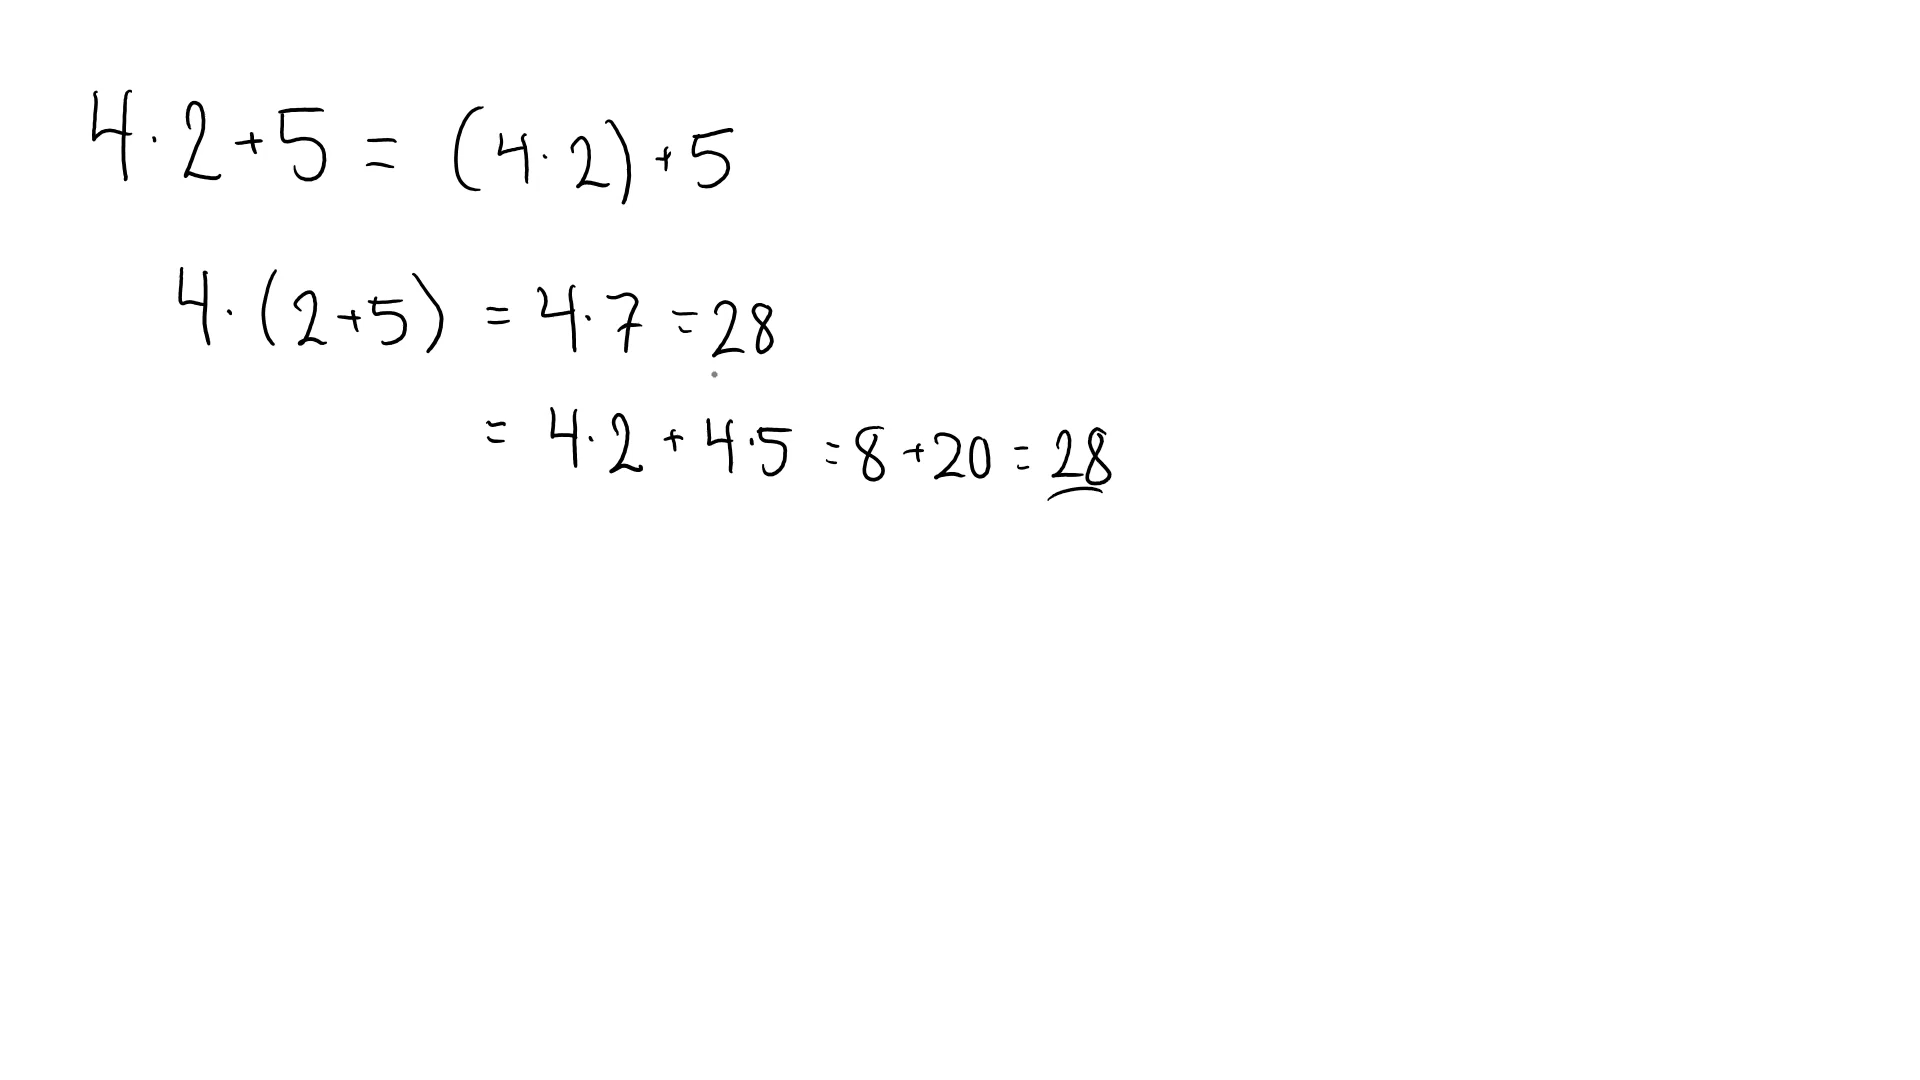 4·2+5 = (4·2)+5
4·(2+5) = 4·7 = 28
= 4·2 + 4·5 = 8 + 20 = 28